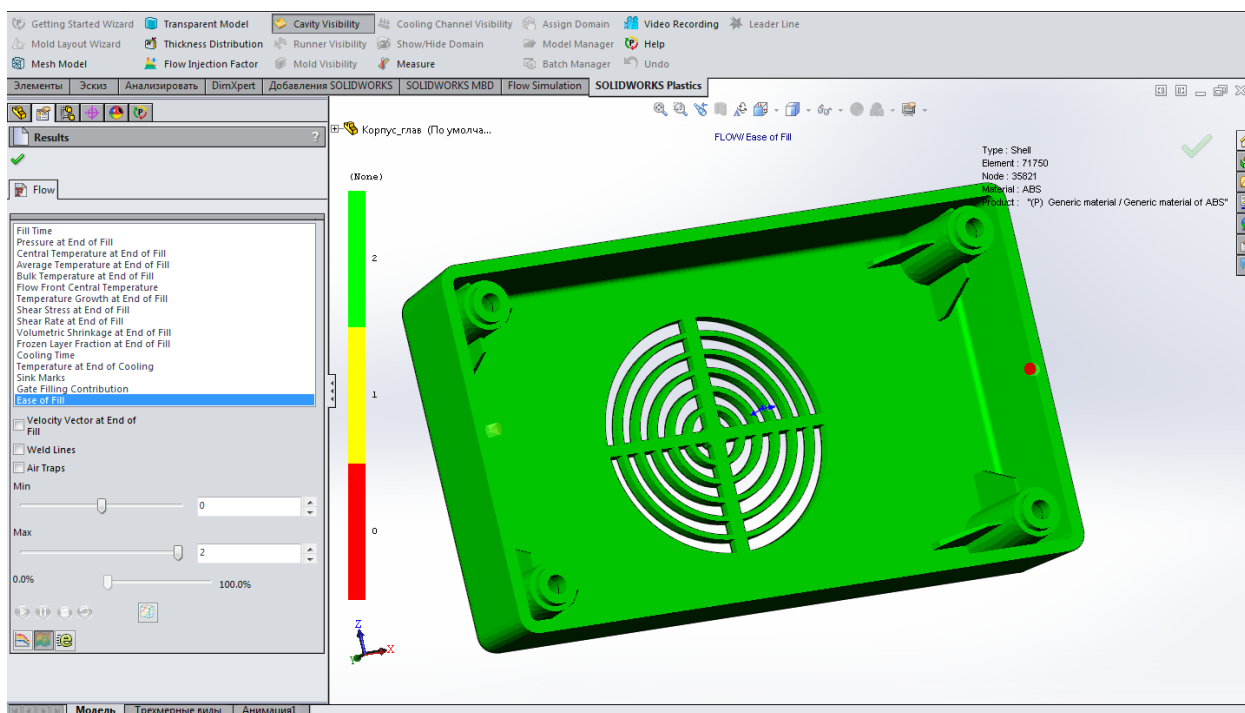 Getting Started Wizard Transparent Model Cavity Visibility Cooling Channel Visibility Assign Domain Video Recording Leader Line
Mold Layout Wizard Thickness Distribution Runner Visibility Show/Hide Domain Model Manager Help
Mesh Model Flow Injection Factor Mold Visibility Measure Batch Manager Undo
Элементы Эскиз Анализировать DimXpert Добавления SOLIDWORKS SOLIDWORKS MBD Flow Simulation SOLIDWORKS Plastics
Results ?
Flow
Fill Time
Pressure at End of Fill
Central Temperature at End of Fill
Average Temperature at End of Fill
Bulk Temperature at End of Fill
Flow Front Central Temperature
Temperature Growth at End of Fill
Shear Stress at End of Fill
Shear Rate at End of Fill
Volumetric Shrinkage at End of Fill
Frozen Layer Fraction at End of Fill
Cooling Time
Temperature at End of Cooling
Sink Marks
Gate Filling Contribution
Ease of Fill
Velocity Vector at End of
Fill
Weld Lines
Air Traps
Min
0
Max
2
0.0% 100.0%
Корпус_глав (По умолча...
FLOW/ Ease of Fill
Type : Shell
Element : 71750
Node : 35821
Material : ABS
Product : "(P) Generic material / Generic material of ABS"
(None)
2
1
0
Z
X
Y
Модель Трехмерные виды Анимация1